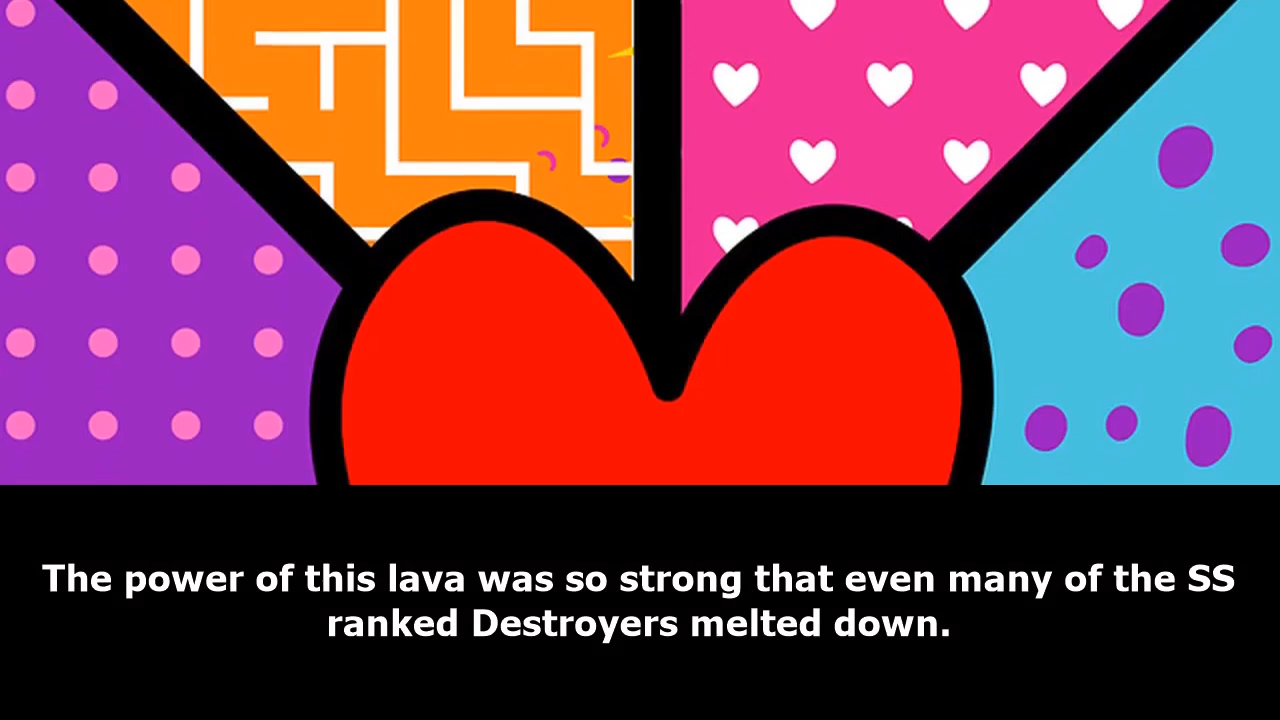 The power of this lava was so strong that even many of the SS
ranked Destroyers melted down.